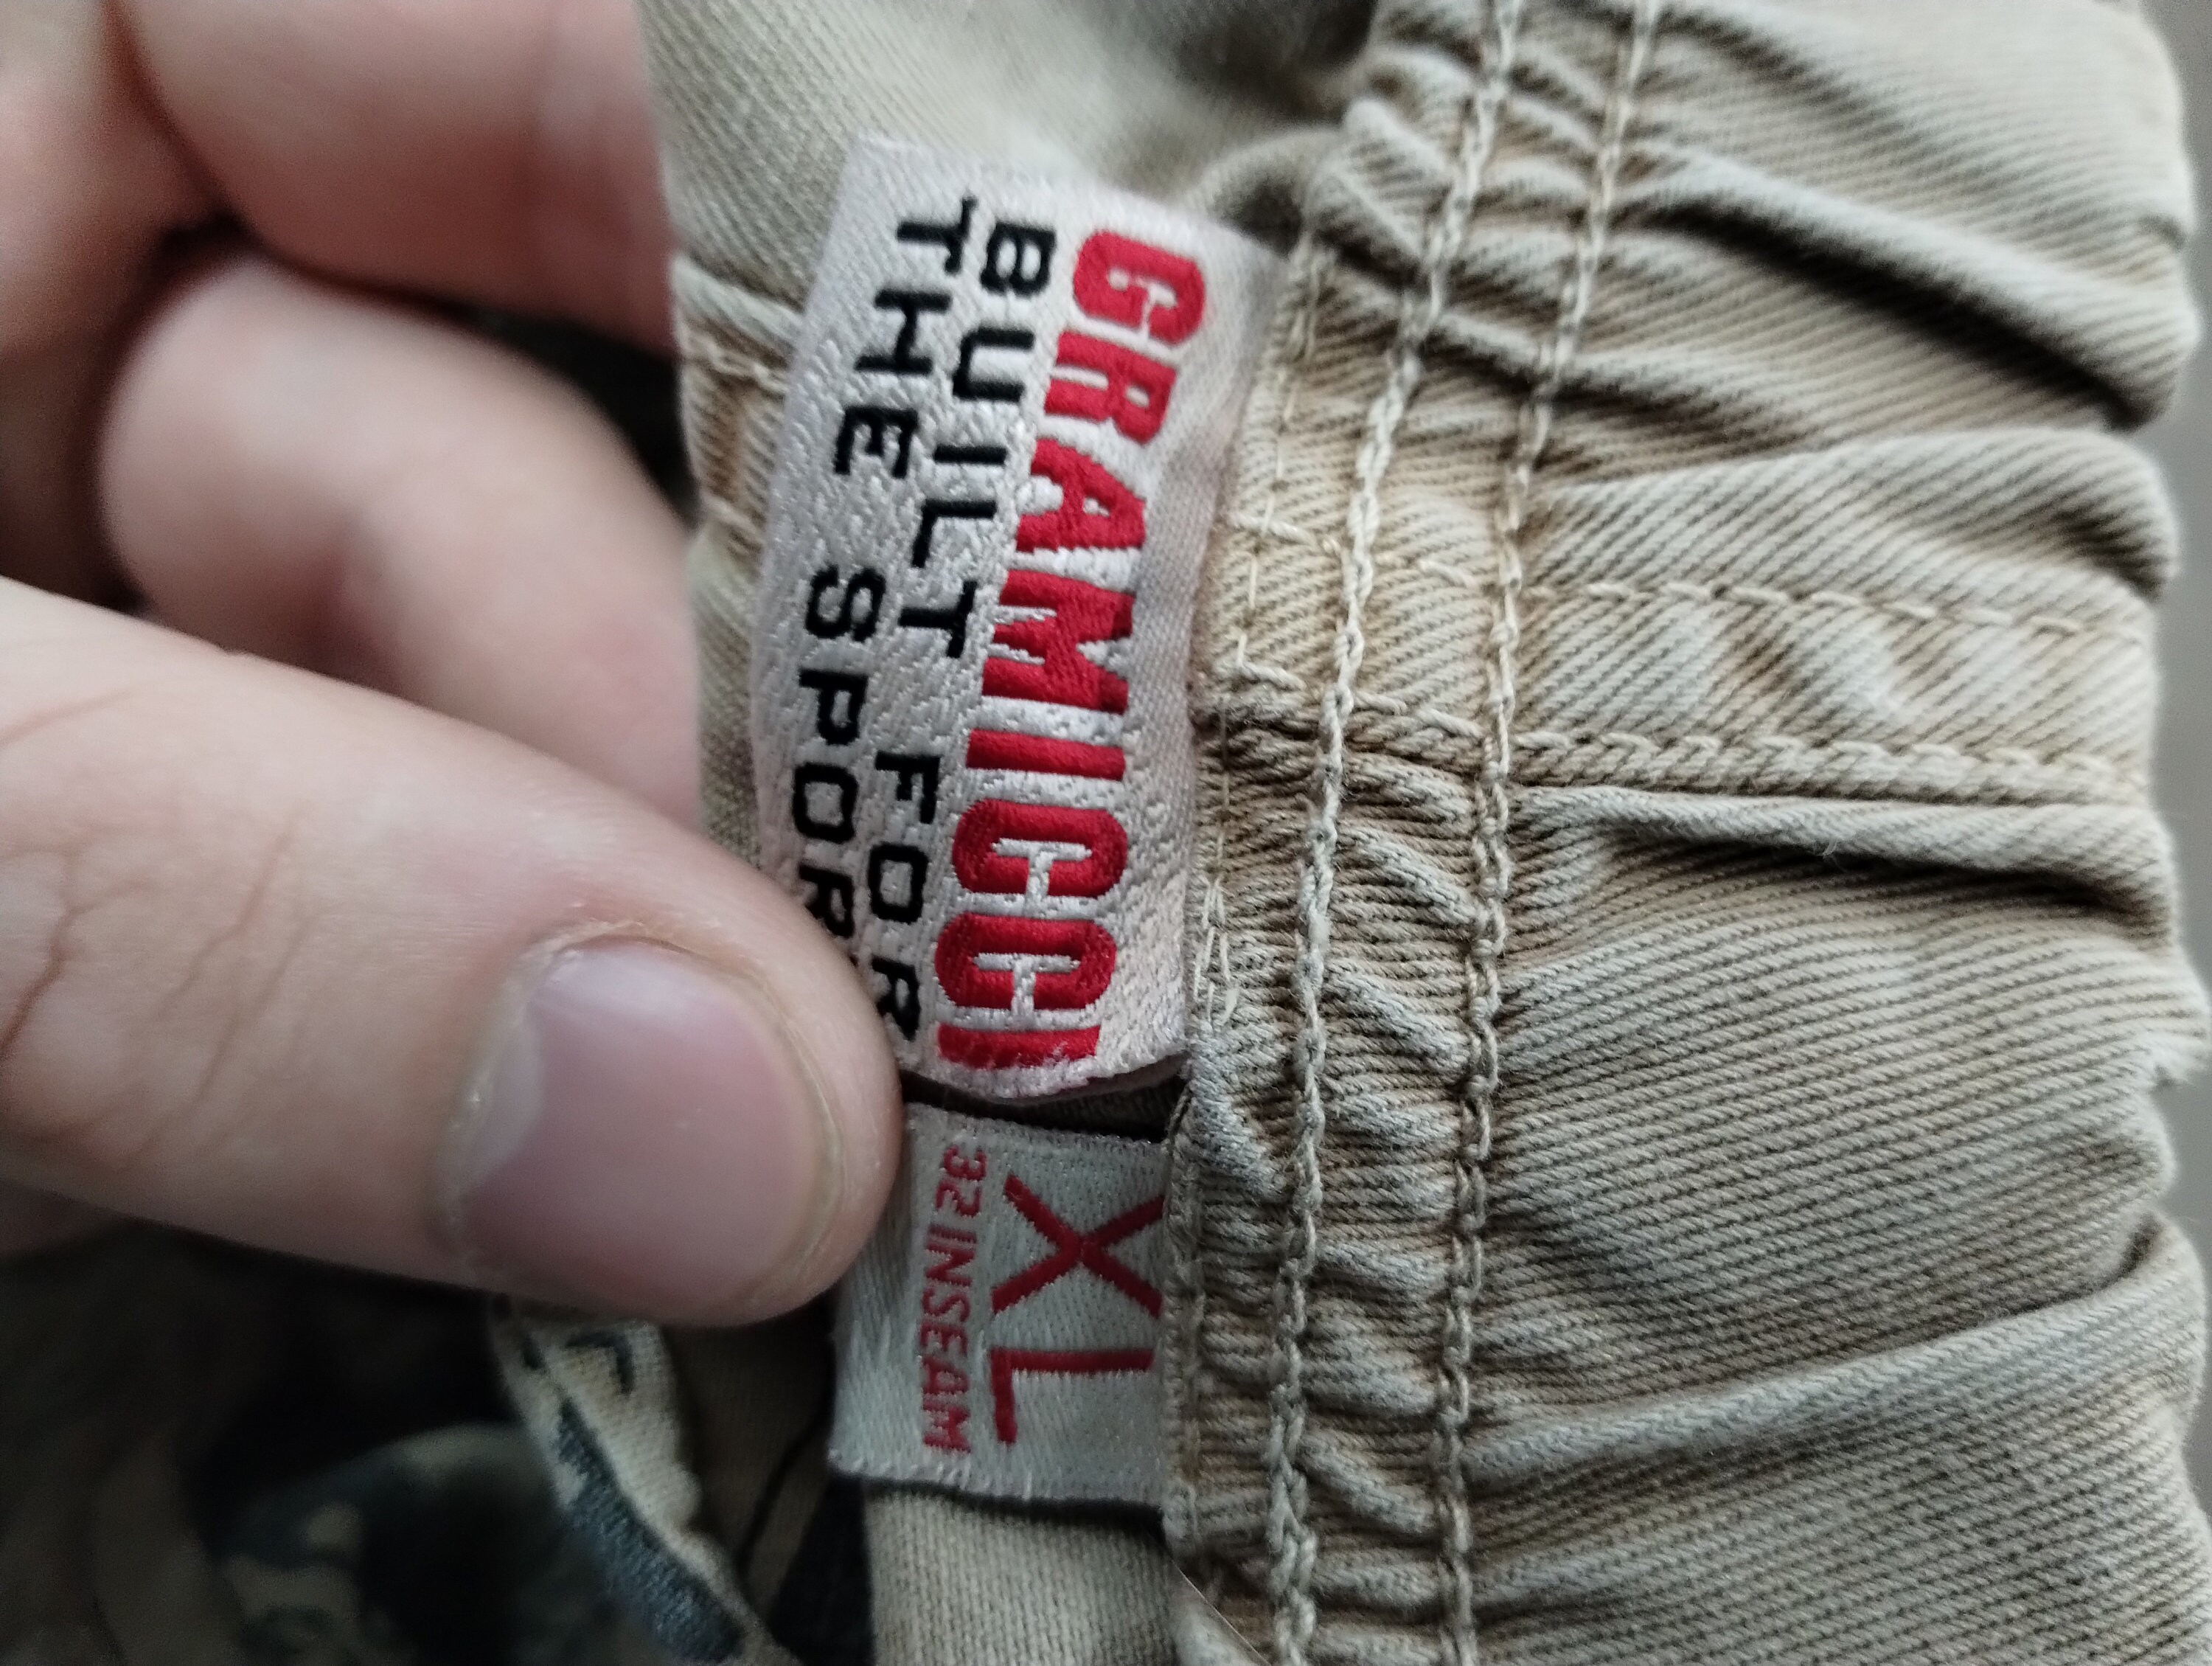 GRAMICCI
BUILT FOR
THE SPOR
XL
32 INSEAM